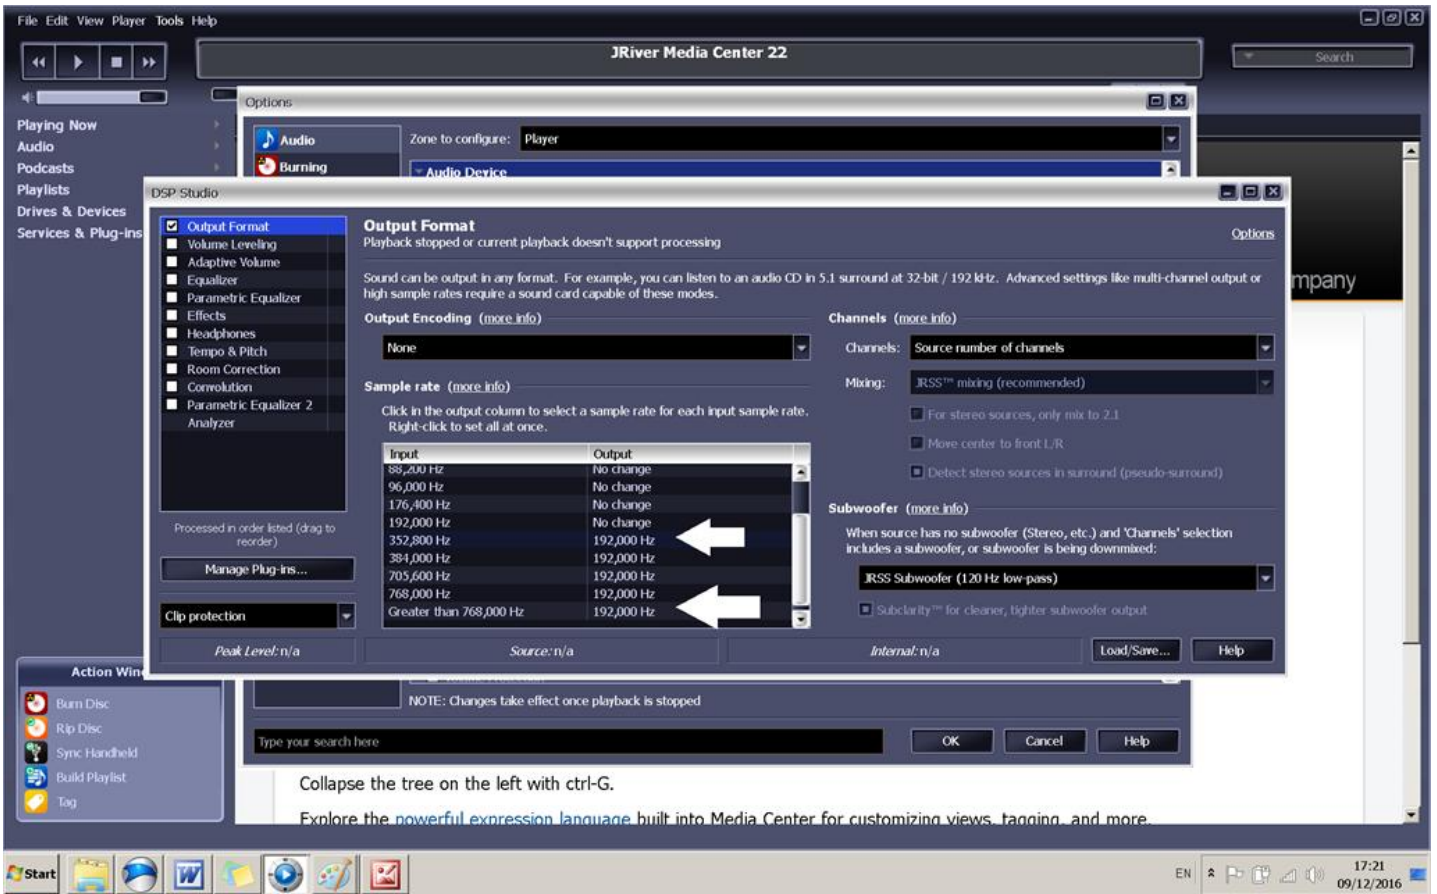 File Edit View Player Tools Help
JRiver Media Center 22
Search
Playing Now
Audio
Podcasts
Playlists
Drives & Devices
Services & Plug-ins
Options
Audio
Burning
Zone to configure: Player
Audio Device
mpany
DSP Studio
Output Format
Volume Leveling
Adaptive Volume
Equalizer
Parametric Equalizer
Effects
Headphones
Tempo & Pitch
Room Correction
Convolution
Parametric Equalizer 2
Analyzer
Processed in order listed (drag to
reorder)
Manage Plug-ins...
Clip protection
Output Format
Playback stopped or current playback doesn't support processing
Options
Sound can be output in any format. For example, you can listen to an audio CD in 5.1 surround at 32-bit / 192 kHz. Advanced settings like multi-channel output or
high sample rates require a sound card capable of these modes.
Output Encoding (more info)
None
Sample rate (more info)
Click in the output column to select a sample rate for each input sample rate.
Right-click to set all at once.
Input Output
88,200 Hz No change
96,000 Hz No change
176,400 Hz No change
192,000 Hz No change
352,800 Hz 192,000 Hz
384,000 Hz 192,000 Hz
705,600 Hz 192,000 Hz
768,000 Hz 192,000 Hz
Greater than 768,000 Hz 192,000 Hz
Channels (more info)
Channels: Source number of channels
Mixing: JRSS™ mixing (recommended)
For stereo sources, only mix to 2.1
Move center to front L/R
Detect stereo sources in surround (pseudo-surround)
Subwoofer (more info)
When source has no subwoofer (Stereo, etc.) and 'Channels' selection
includes a subwoofer, or subwoofer is being downmixed:
JRSS Subwoofer (120 Hz low-pass)
Subclarity™ for cleaner, tighter subwoofer output
Peak Level: n/a
Source: n/a
Internal: n/a
Load/Save...
Help
NOTE: Changes take effect once playback is stopped
Type your search here
OK
Cancel
Help
Action Win
Burn Disc
Rip Disc
Sync Handheld
Build Playlist
Tag
Collapse the tree on the left with ctrl-G.
Explore the powerful expression language built into Media Center for customizing views, tagging, and more.
Start
EN
17:21
09/12/2016